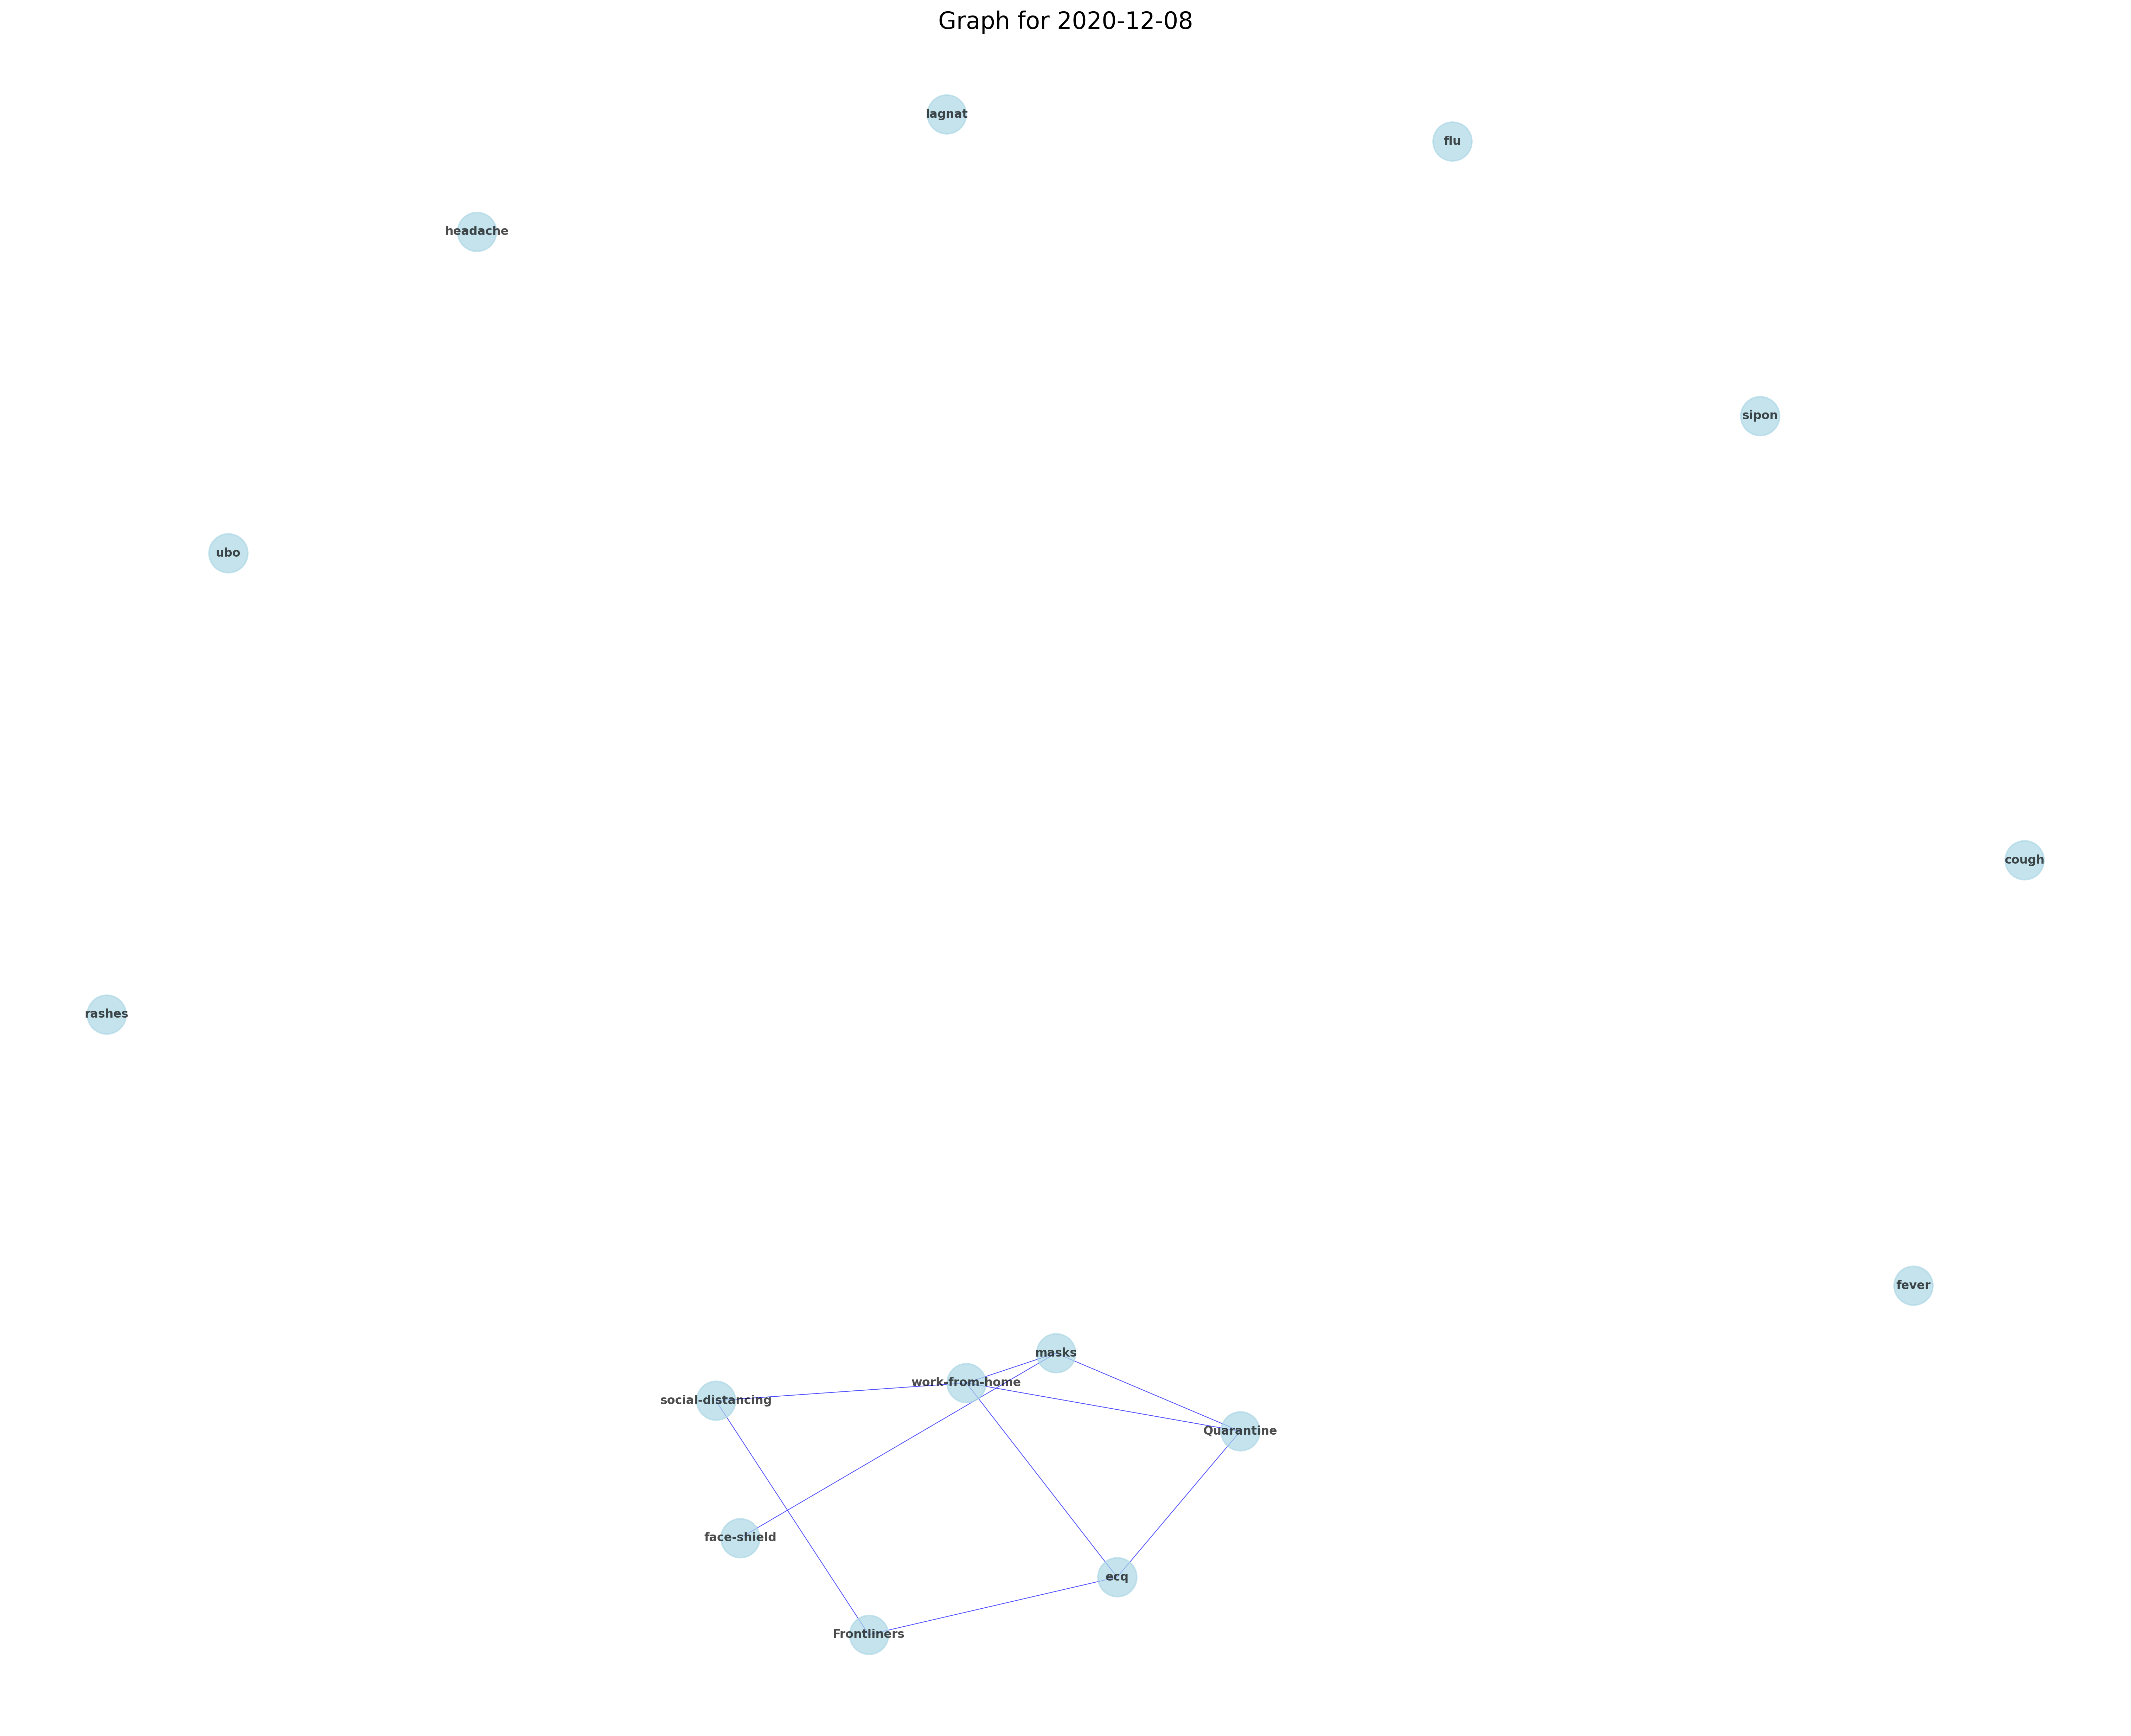 Graph for 2020-12-08
lagnat
flu
headache
sipon
ubo
cough
rashes
fever
masks
work-from-home
social-distancing
Quarantine
face-shield
ecq
Frontliners